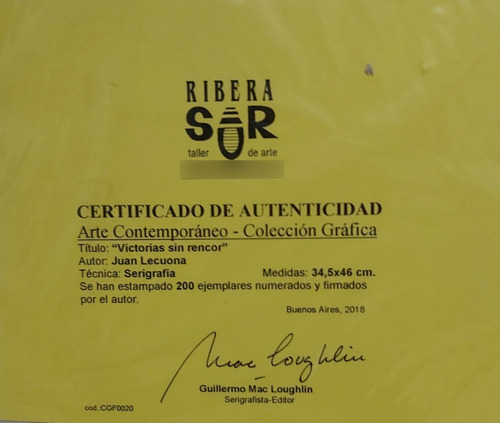 RIBERA
SUR
taller de arte
CERTIFICADO DE AUTENTICIDAD
Arte Contemporáneo - Colección Gráfica
Título: “Victorias sin rencor”
Autor: Juan Lecuona
Técnica: Serigrafía Medidas: 34,5x46 cm.
Se han estampado 200 ejemplares numerados y firmados
por el autor.
Buenos Aires, 2018
Mac Loughlin
Guillermo Mac Loughlin
Serigrafista-Editor
cod.:CGF0020